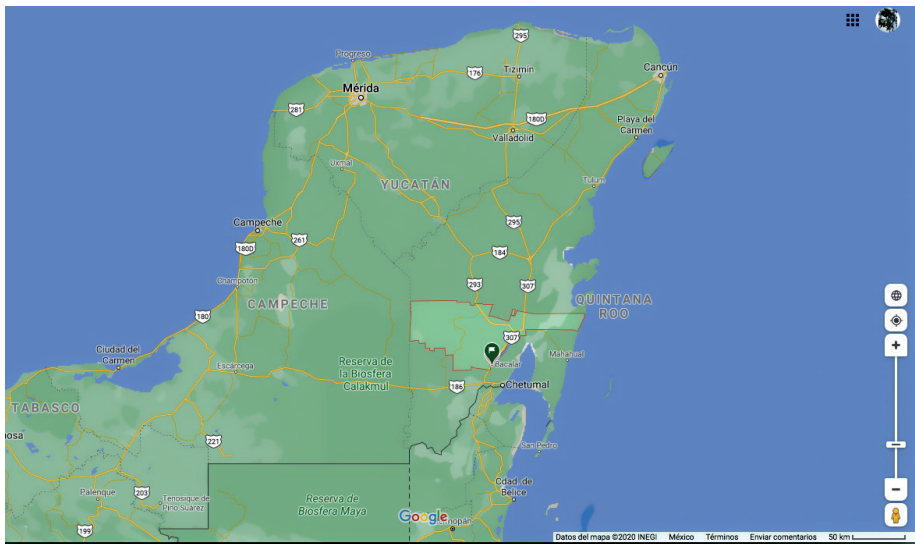 295
Progreso
176
Tizimín
Cancún
Mérida
281
180D
Playa del
Carmen
Valladolid
Uxmal
YUCATÁN
Tulum
Campeche
295
261
180D
184
Champotón
293
307
CAMPECHE
QUINTANA
ROO
180
307
Ciudad del
Carmen
Reserva de
la Biosfera
Calakmul
Bacalar
Mahahual
Escárcega
186
Chetumal
TABASCO
osa
221
San Pedro
Palenque
203
Tenosique de
Pino Suárez
Reserva de
Biosfera Maya
Cdad. de
Belice
Google
mopan
199
Datos del mapa ©2020 INEGI México Términos Enviar comentarios 50 km